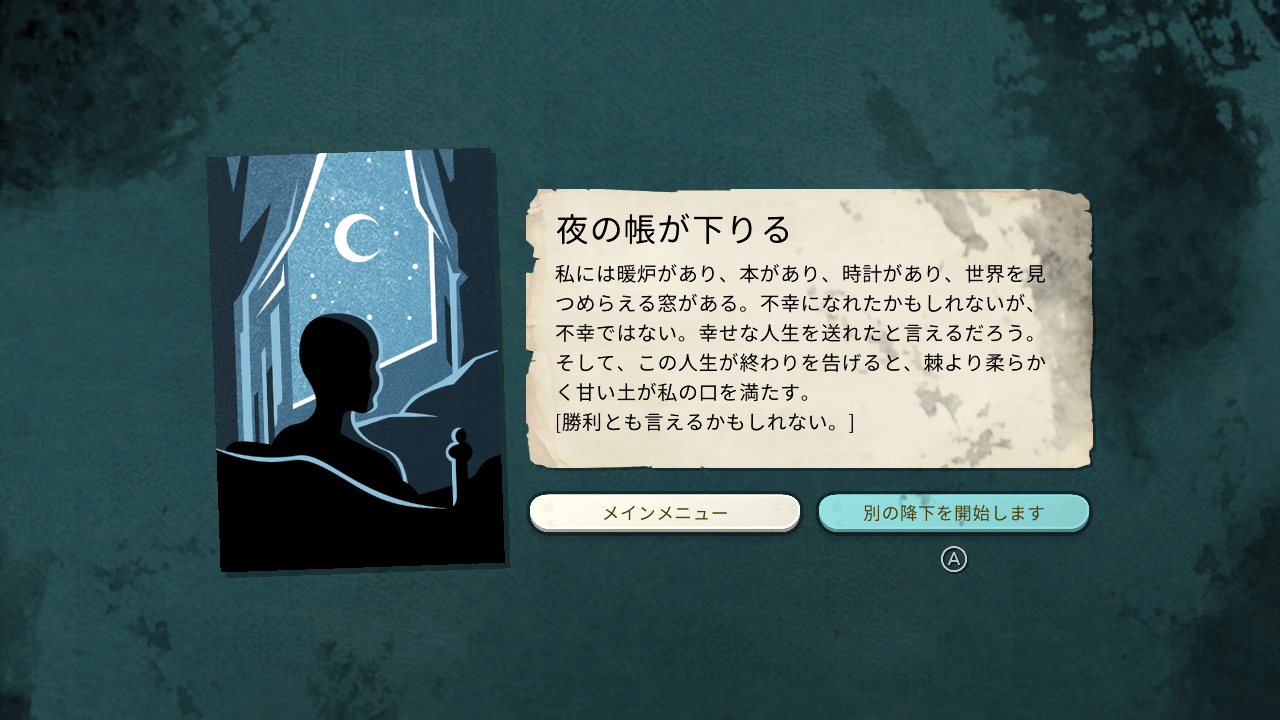 夜の帳が下りる
私には暖炉があり、本があり、時計があり、世界を見
つめらえる窓がある。不幸になれたかもしれないが、
不幸ではない。幸せな人生を送れたと言えるだろう。
そして、この人生が終わりを告げると、棘より柔らか
く甘い土が私の口を満たす。
[勝利とも言えるかもしれない。]
メインメニュー
別の降下を開始します
A